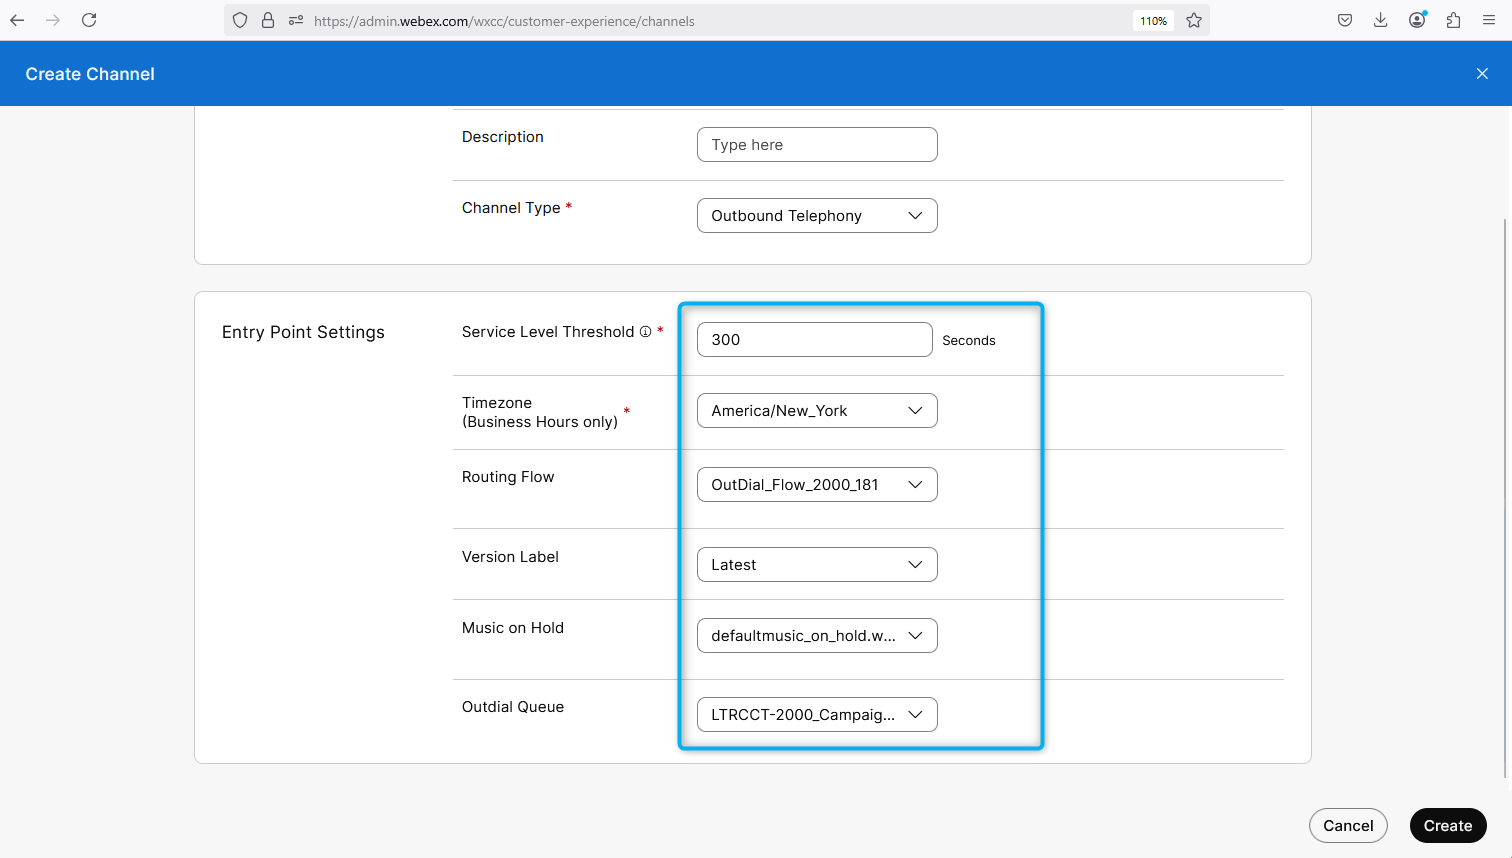 https://admin.webex.com/wxcc/customer-experience/channels
110%
Create Channel
Description
Type here
Channel Type *
Outbound Telephony
Entry Point Settings
Service Level Threshold *
300
Seconds
Timezone
(Business Hours only) *
America/New_York
Routing Flow
OutDial_Flow_2000_181
Version Label
Latest
Music on Hold
defaultmusic_on_hold.w...
Outdial Queue
LTRCCT-2000_Campaig...
Cancel
Create